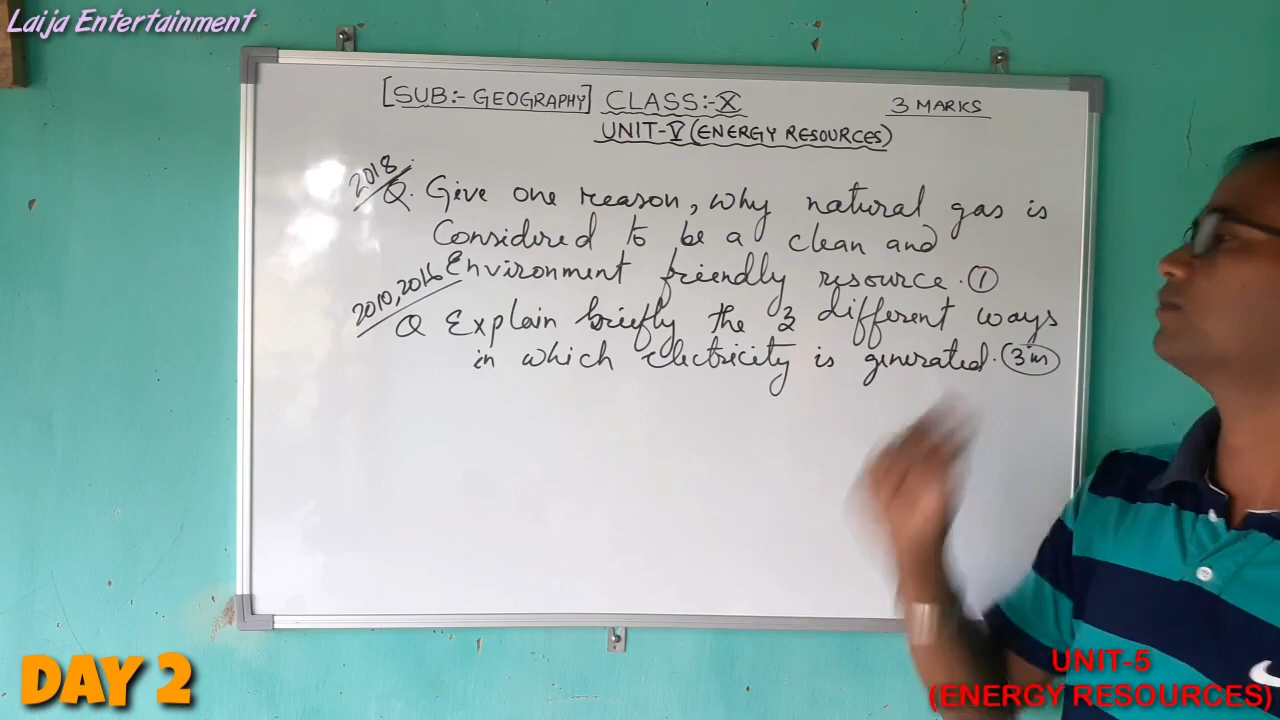 Laija Entertainment
[SUB:- GEOGRAPHY] CLASS:- X 3 MARKS
UNIT-V (ENERGY RESOURCES)
2018
Q. Give one reason, why natural gas is
Considered to be a clean and
Environment friendly resource. 1
2010, 2016
Q Explain briefly the 3 different ways
in which electricity is generated. 3m
DAY 2
UNIT-5
(ENERGY RESOURCES)